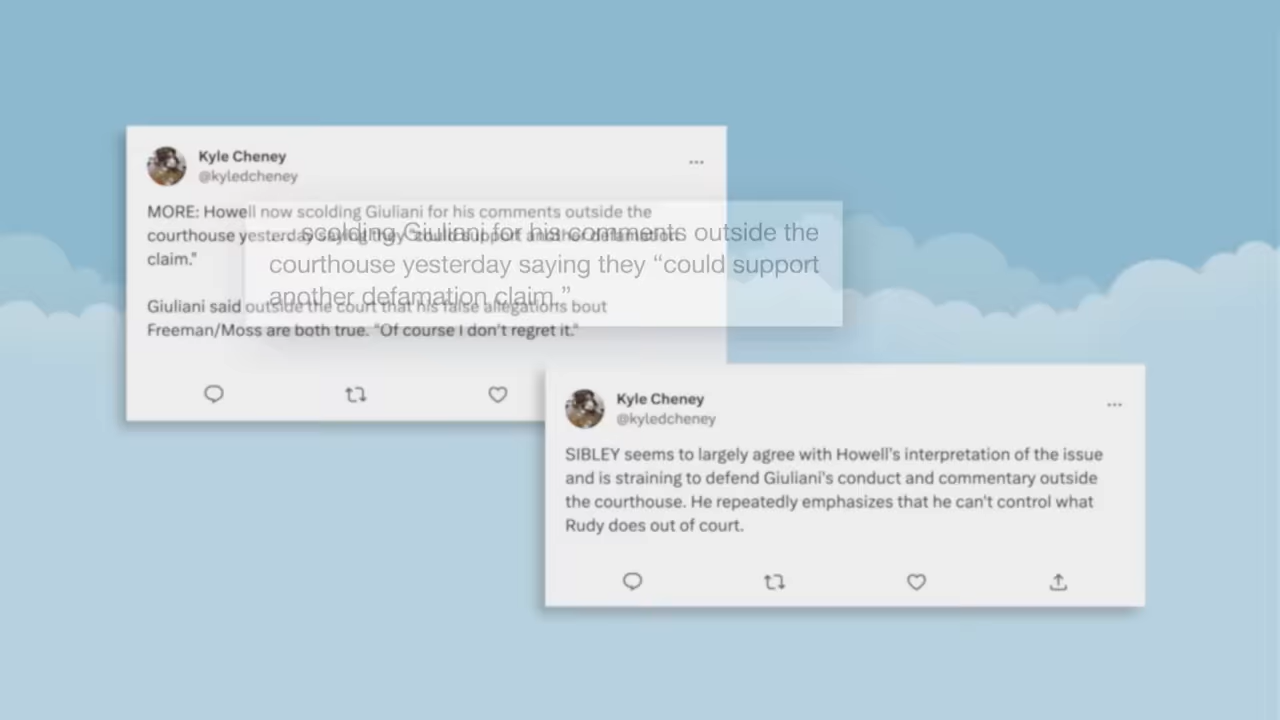 Kyle Cheney
@kyledcheney
MORE: Howell now scolding Giuliani for his comments outside the
courthouse yesterday saying they "could support another defamation
claim."
Giuliani said outside the court that his false allegations bout
Freeman/Moss are both true. "Of course I don't regret it."
... scolding Giuliani for his comments outside the
courthouse yesterday saying they “could support
another defamation claim.”
Kyle Cheney
@kyledcheney
SIBLEY seems to largely agree with Howell's interpretation of the issue
and is straining to defend Giuliani's conduct and commentary outside
the courthouse. He repeatedly emphasizes that he can't control what
Rudy does out of court.